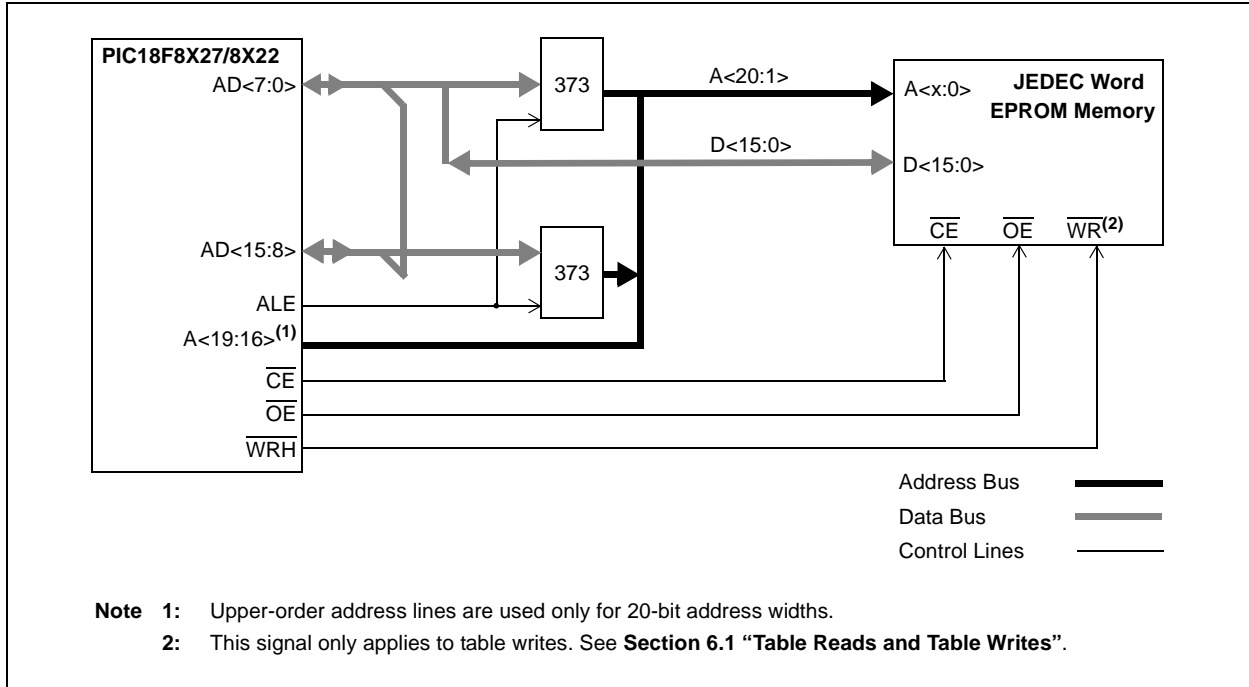 PIC18F8X27/8X22
AD<7:0>
373
A<20:1>
A<x:0>
JEDEC Word
EPROM Memory
D<15:0>
D<15:0>
CE
OE
WR(2)
AD<15:8>
373
ALE
A<19:16>(1)
CE
OE
WRH
Address Bus
Data Bus
Control Lines
Note 1: Upper-order address lines are used only for 20-bit address widths.
2: This signal only applies to table writes. See Section 6.1 “Table Reads and Table Writes”.